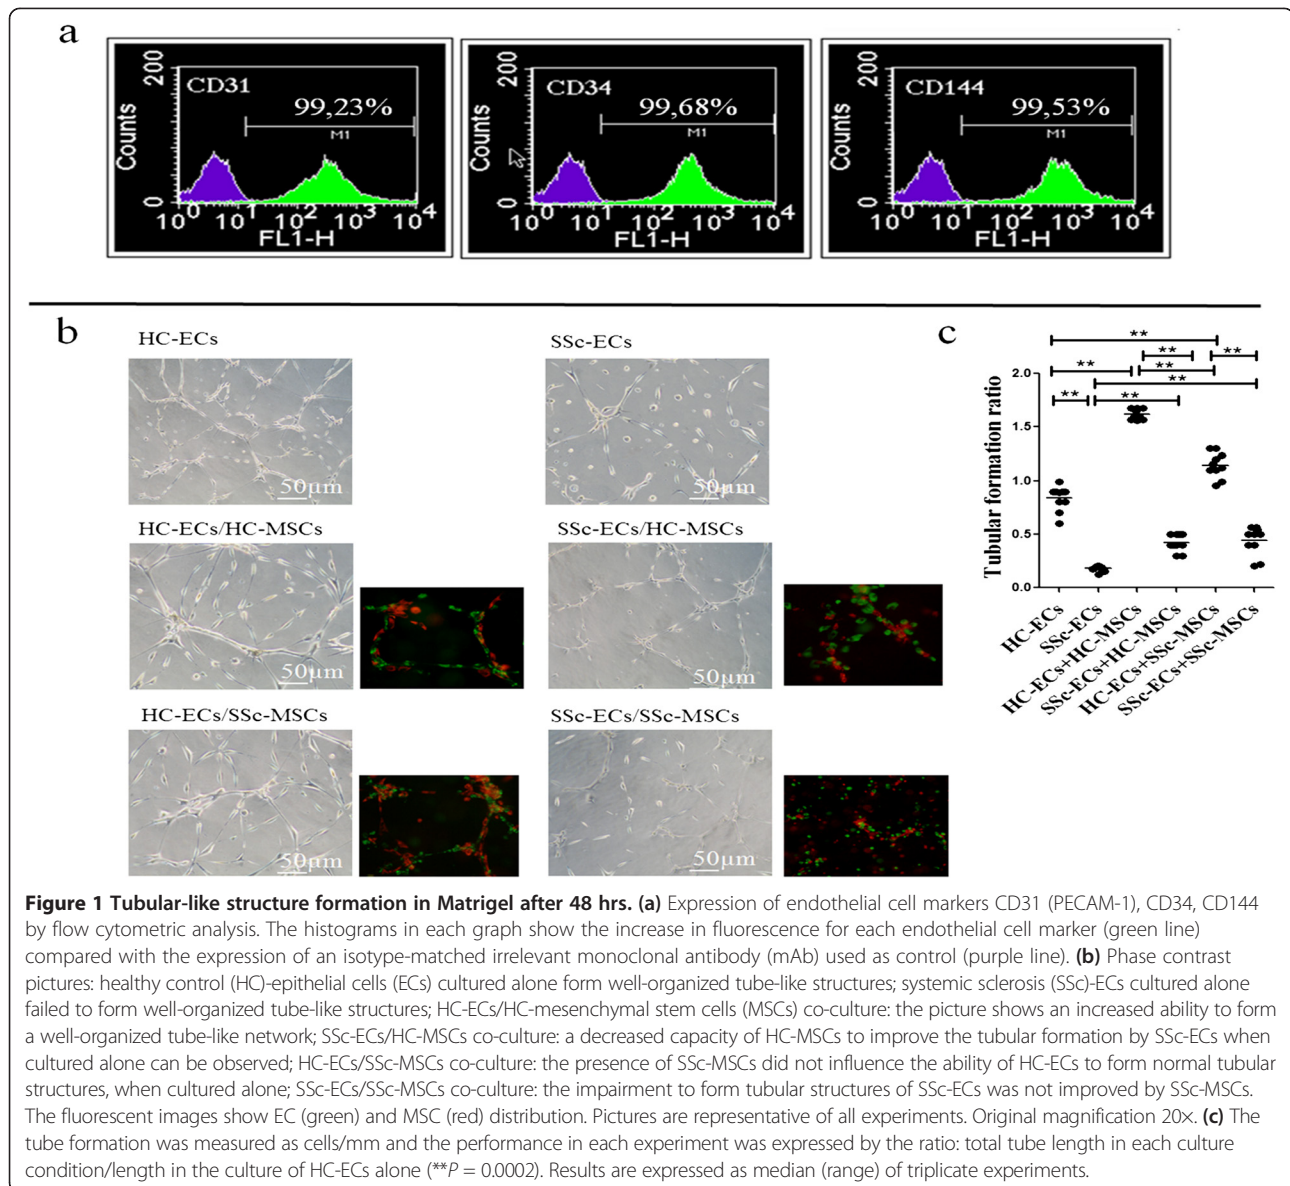 a
200
CD31
99,23%
M1
Counts
0
10^0 10^1 10^2 10^3 10^4
FL1-H
200
CD34
99,68%
M1
Counts
0
10^0 10^1 10^2 10^3 10^4
FL1-H
200
CD144
99,53%
M1
Counts
0
10^0 10^1 10^2 10^3 10^4
FL1-H
b
HC-ECs
50µm
SSc-ECs
50µm
HC-ECs/HC-MSCs
50µm
SSc-ECs/HC-MSCs
50µm
HC-ECs/SSc-MSCs
50µm
SSc-ECs/SSc-MSCs
50µm
c
**
**
**
**
**
**
**
**
**
Tubular formation ratio
2.0
1.5
1.0
0.5
0.0
HC-ECs
SSc-ECs
HC-ECs+HC-MSCs
SSc-ECs+HC-MSCs
HC-ECs+SSc-MSCs
SSc-ECs+SSc-MSCs
Figure 1 Tubular-like structure formation in Matrigel after 48 hrs. (a) Expression of endothelial cell markers CD31 (PECAM-1), CD34, CD144
by flow cytometric analysis. The histograms in each graph show the increase in fluorescence for each endothelial cell marker (green line)
compared with the expression of an isotype-matched irrelevant monoclonal antibody (mAb) used as control (purple line). (b) Phase contrast
pictures: healthy control (HC)-epithelial cells (ECs) cultured alone form well-organized tube-like structures; systemic sclerosis (SSc)-ECs cultured alone
failed to form well-organized tube-like structures; HC-ECs/HC-mesenchymal stem cells (MSCs) co-culture: the picture shows an increased ability to form
a well-organized tube-like network; SSc-ECs/HC-MSCs co-culture: a decreased capacity of HC-MSCs to improve the tubular formation by SSc-ECs when
cultured alone can be observed; HC-ECs/SSc-MSCs co-culture: the presence of SSc-MSCs did not influence the ability of HC-ECs to form normal tubular
structures, when cultured alone; SSc-ECs/SSc-MSCs co-culture: the impairment to form tubular structures of SSc-ECs was not improved by SSc-MSCs.
The fluorescent images show EC (green) and MSC (red) distribution. Pictures are representative of all experiments. Original magnification 20×. (c) The
tube formation was measured as cells/mm and the performance in each experiment was expressed by the ratio: total tube length in each culture
condition/length in the culture of HC-ECs alone (**P = 0.0002). Results are expressed as median (range) of triplicate experiments.